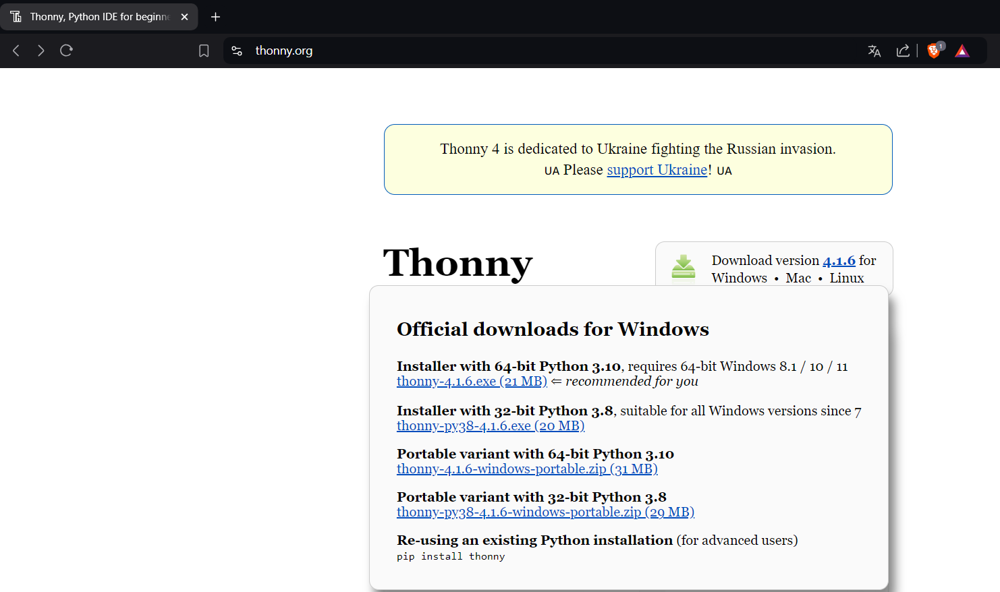 Thonny, Python IDE for beginne
thonny.org
1
Thonny 4 is dedicated to Ukraine fighting the Russian invasion.
UA Please support Ukraine! UA
Thonny
Download version 4.1.6 for
Windows • Mac • Linux
Official downloads for Windows
Installer with 64-bit Python 3.10, requires 64-bit Windows 8.1 / 10 / 11
thonny-4.1.6.exe (21 MB) ⇐ recommended for you
Installer with 32-bit Python 3.8, suitable for all Windows versions since 7
thonny-py38-4.1.6.exe (20 MB)
Portable variant with 64-bit Python 3.10
thonny-4.1.6-windows-portable.zip (31 MB)
Portable variant with 32-bit Python 3.8
thonny-py38-4.1.6-windows-portable.zip (29 MB)
Re-using an existing Python installation (for advanced users)
pip install thonny